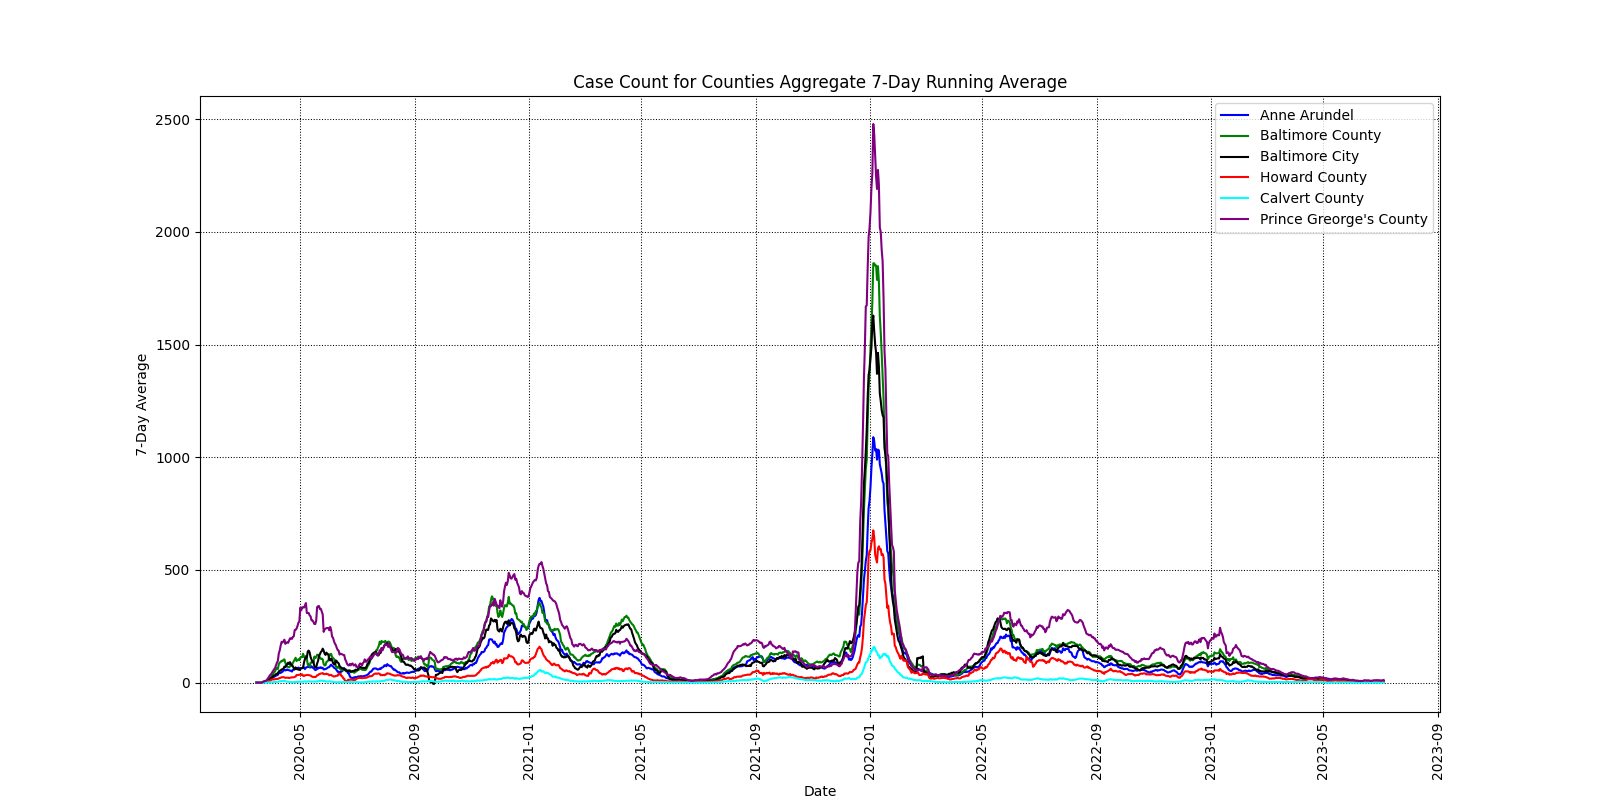 Case Count for Counties Aggregate 7-Day Running Average
2500
2000
1500
1000
500
0
7-Day Average
Anne Arundel
Baltimore County
Baltimore City
Howard County
Calvert County
Prince Greorge's County
2020-05
2020-09
2021-01
2021-05
2021-09
2022-01
2022-05
2022-09
2023-01
2023-05
2023-09
Date